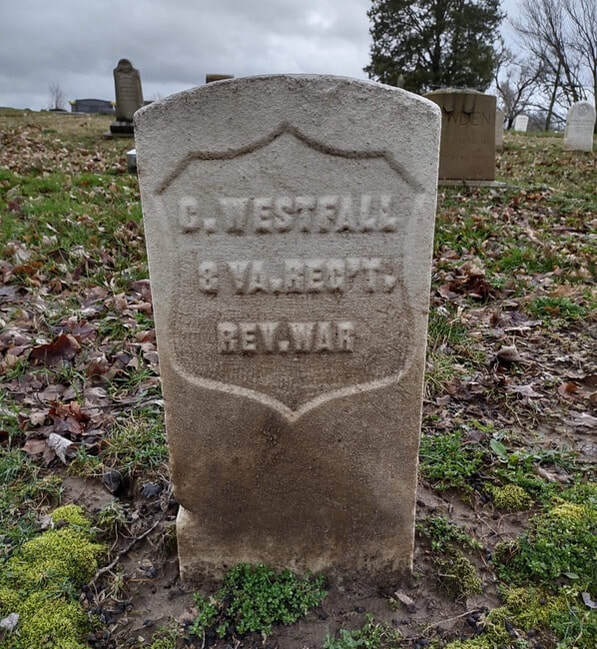 C. WESTFALL
8 VA. REG'T.
REV. WAR